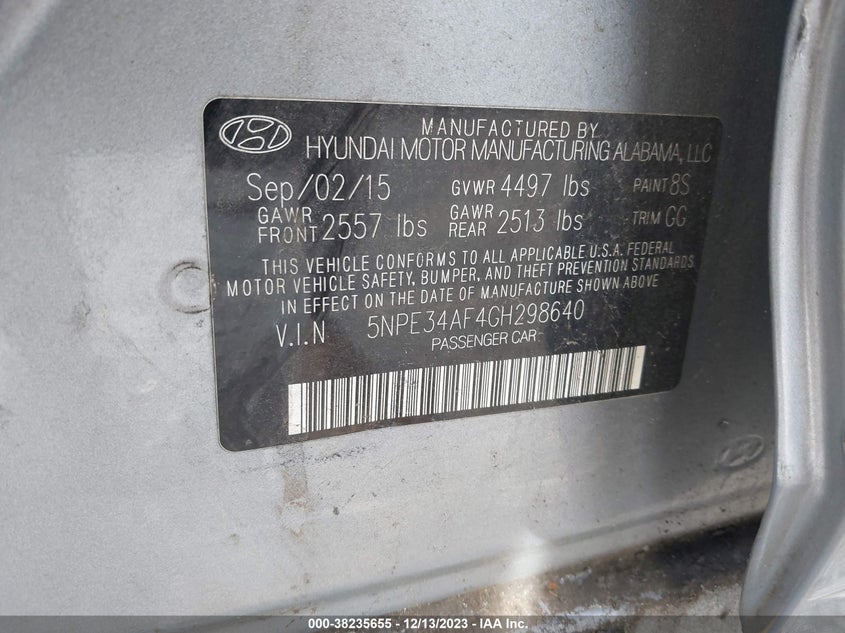 MANUFACTURED BY
HYUNDAI MOTOR MANUFACTURING ALABAMA, LLC
Sep/02/15 GVWR 4497 lbs PAINT 8S
GAWR FRONT 2557 lbs GAWR REAR 2513 lbs TRIM GG
THIS VEHICLE CONFORMS TO ALL APPLICABLE U.S.A. FEDERAL
MOTOR VEHICLE SAFETY, BUMPER, AND THEFT PREVENTION STANDARDS
IN EFFECT ON THE DATE OF MANUFACTURE SHOWN ABOVE
V.I.N 5NPE34AF4GH298640
PASSENGER CAR
000-38235655 - 12/13/2023 - IAA Inc.